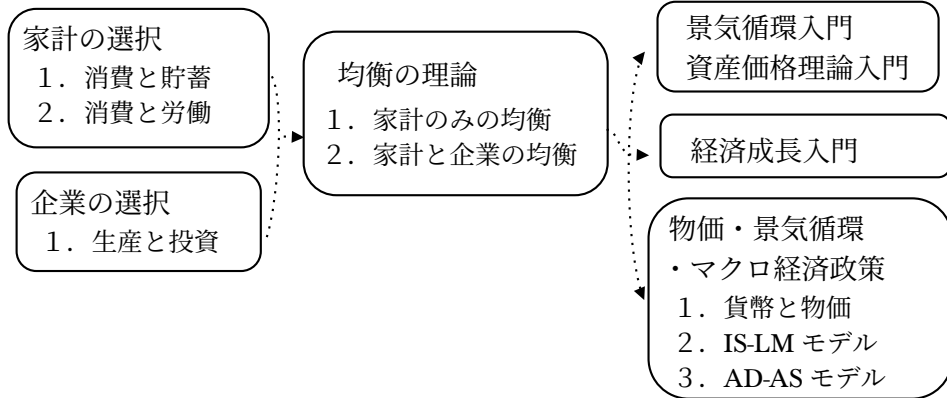 家計の選択
１．消費と貯蓄
２．消費と労働
企業の選択
１．生産と投資
均衡の理論
１．家計のみの均衡
２．家計と企業の均衡
景気循環入門
資産価格理論入門
経済成長入門
物価・景気循環
・マクロ経済政策
１．貨幣と物価
２．IS-LM モデル
３．AD-AS モデル